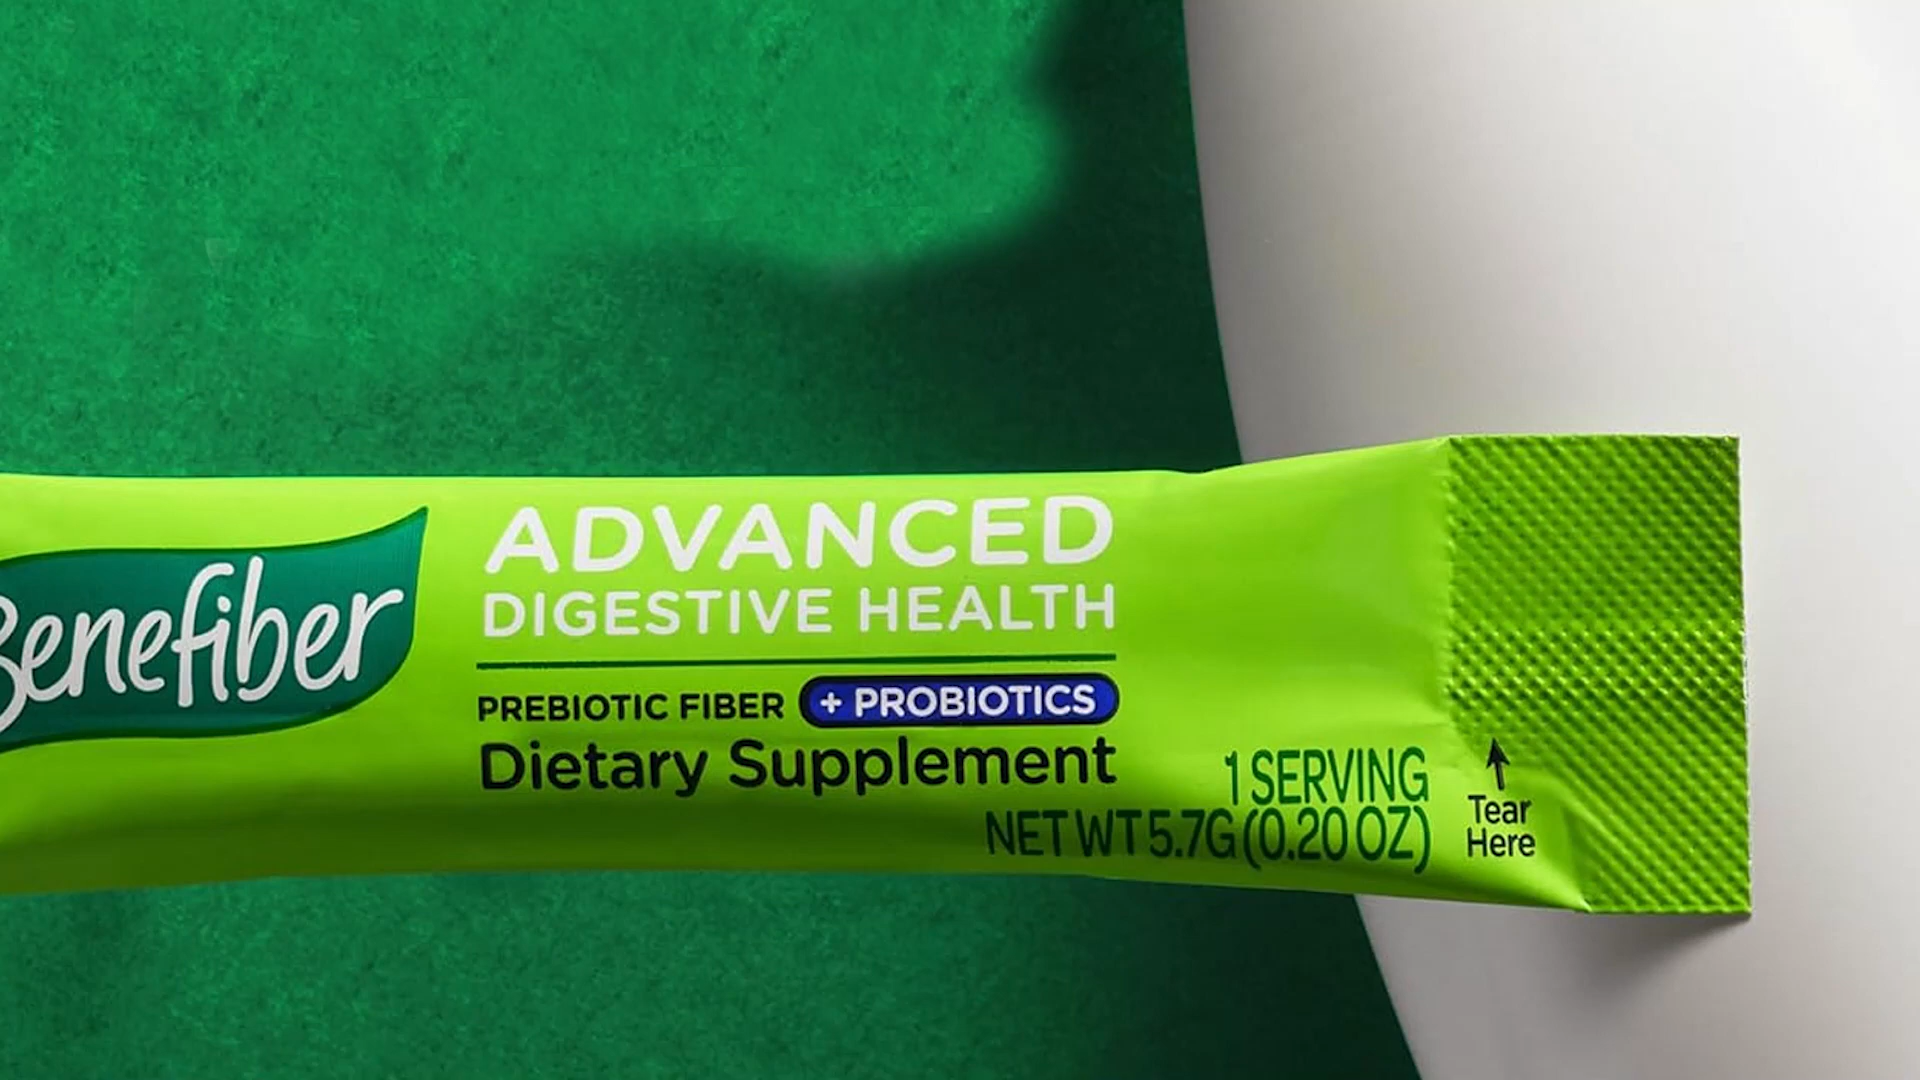 Benefiber
ADVANCED
DIGESTIVE HEALTH
PREBIOTIC FIBER + PROBIOTICS
Dietary Supplement
1 SERVING
NET WT 5.7G (0.20 OZ)
Tear
Here